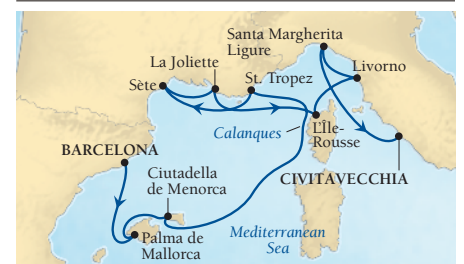 Santa Margherita
Ligure
La Joliette
Livorno
St. Tropez
Sète
Calanques
L'Île-
Rousse
BARCELONA
Ciutadella
de Menorca
CIVITAVECCHIA
Palma de
Mallorca
Mediterranean
Sea